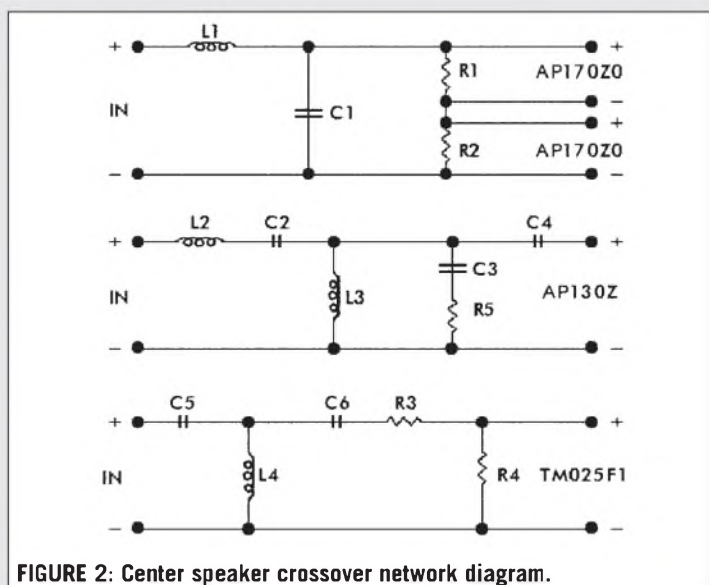 L1
+ +
R1 AP170Z0
IN C1 −
+
R2 AP170Z0
− −
L2 C2 C4
+ +
C3
IN L3 AP130Z
R5
− −
C5 C6 R3
+ +
IN L4 R4 TM025F1
− −
FIGURE 2: Center speaker crossover network diagram.